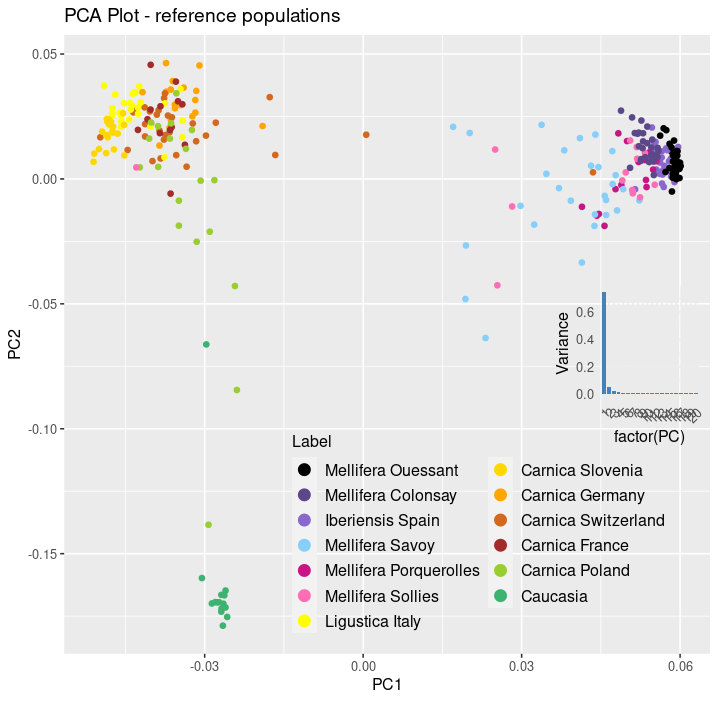 PCA Plot - reference populations
0.05
0.00
-0.05
-0.10
-0.15
PC2
-0.03
0.00
0.03
0.06
PC1
Variance
0.6
0.4
0.2
0.0
factor(PC)
Label
Mellifera Ouessant
Mellifera Colonsay
Iberiensis Spain
Mellifera Savoy
Mellifera Porquerolles
Mellifera Sollies
Ligustica Italy
Carnica Slovenia
Carnica Germany
Carnica Switzerland
Carnica France
Carnica Poland
Caucasia